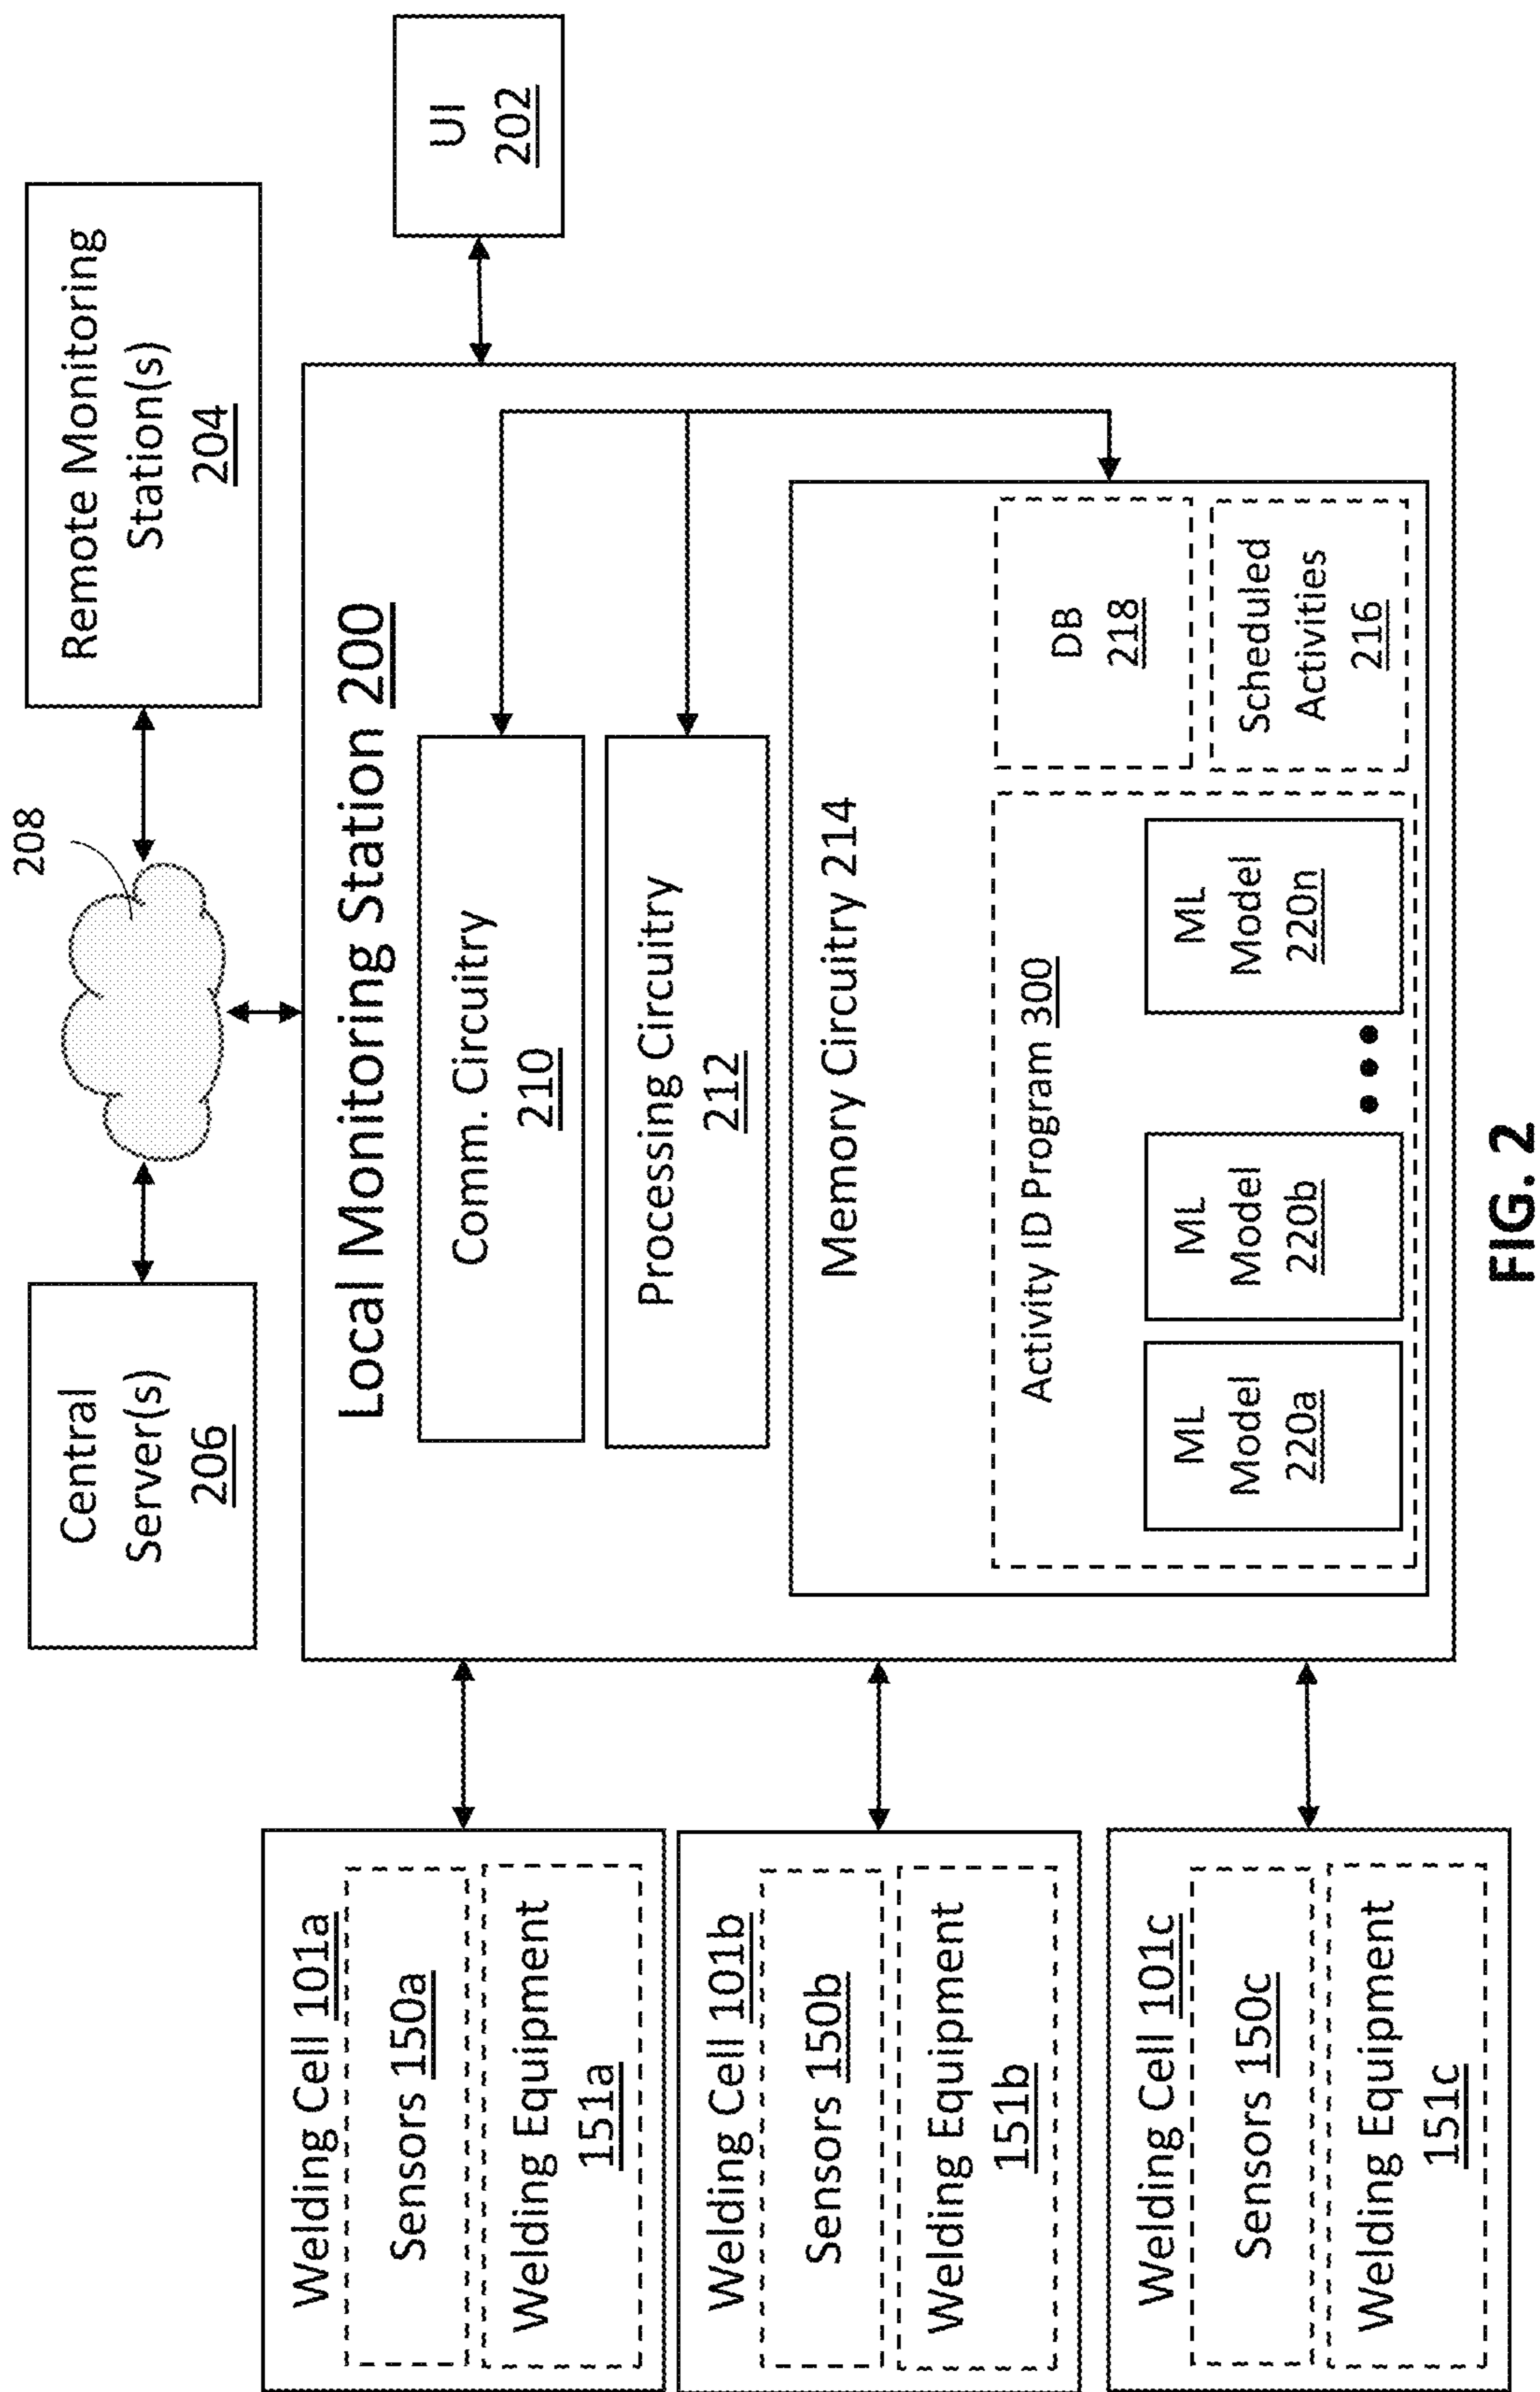 Central
Server(s)
206
208
Remote Monitoring
Station(s)
204
Welding Cell 101a
Sensors 150a
Welding Equipment
151a
Welding Cell 101b
Sensors 150b
Welding Equipment
151b
Welding Cell 101c
Sensors 150c
Welding Equipment
151c
Local Monitoring Station 200
Comm. Circuitry
210
Processing Circuitry
212
Memory Circuitry 214
Activity ID Program 300
ML
Model
220a
ML
Model
220b
ML
Model
220n
DB
218
Scheduled
Activities
216
UI
202
FIG. 2